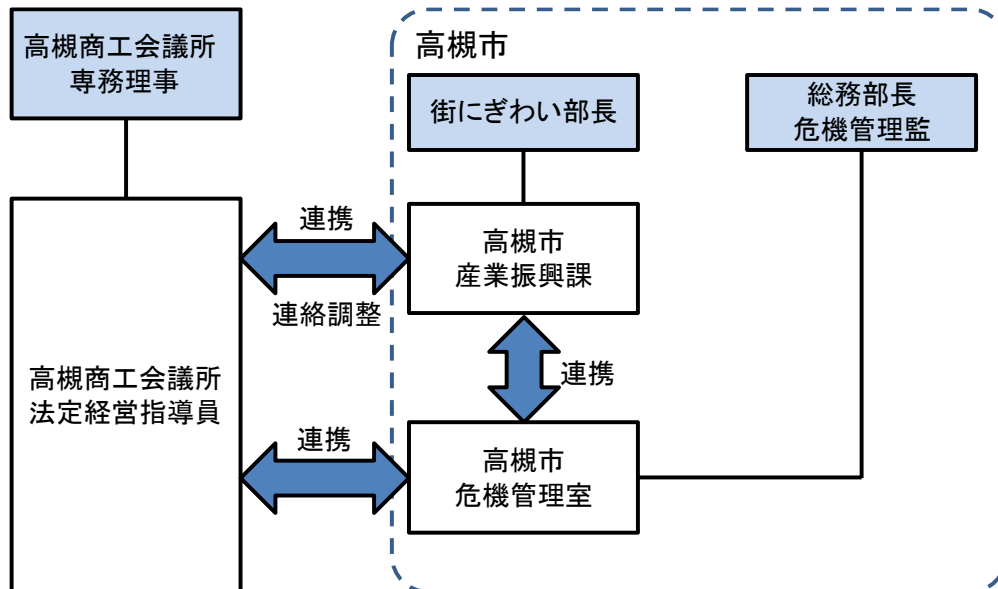 高槻商工会議所
専務理事
高槻市
街にぎわい部長
総務部長
危機管理監
連携
連絡調整
高槻市
産業振興課
連携
高槻商工会議所
法定経営指導員
連携
高槻市
危機管理室